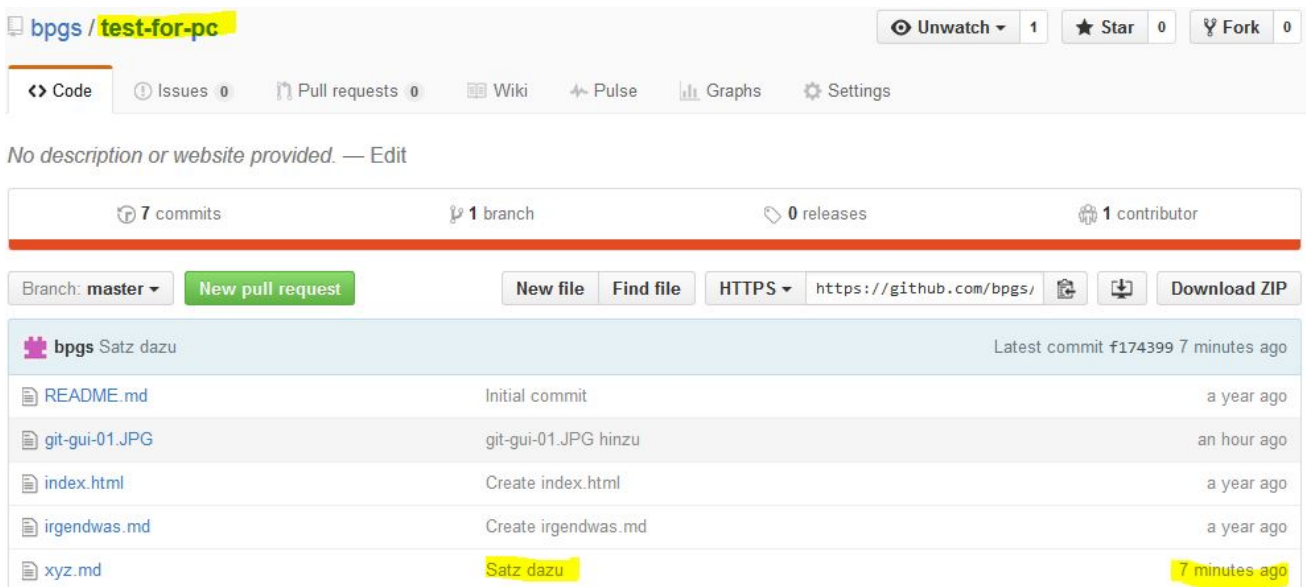 bpgs / test-for-pc Unwatch 1 Star 0 Fork 0
Code Issues 0 Pull requests 0 Wiki Pulse Graphs Settings
No description or website provided. — Edit
7 commits 1 branch 0 releases 1 contributor
Branch: master New pull request New file Find file HTTPS https://github.com/bpgs/ Download ZIP
bpgs Satz dazu Latest commit f174399 7 minutes ago
README.md Initial commit a year ago
git-gui-01.JPG git-gui-01.JPG hinzu an hour ago
index.html Create index.html a year ago
irgendwas.md Create irgendwas.md a year ago
xyz.md Satz dazu 7 minutes ago